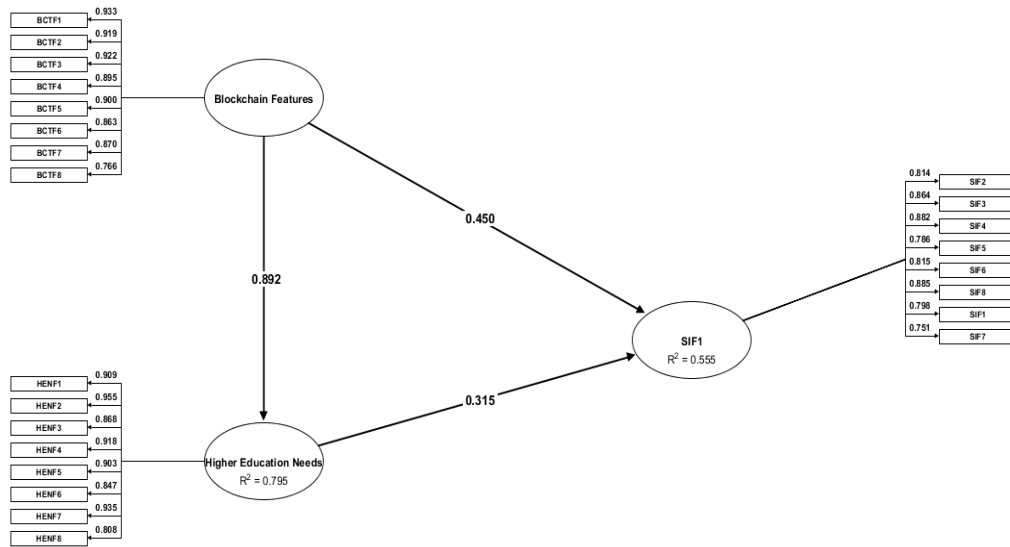 0.933
BCTF1
0.919
BCTF2
0.922
BCTF3
0.895
BCTF4
0.900
BCTF5
0.863
BCTF6
0.870
BCTF7
0.766
BCTF8
Blockchain Features
0.450
0.892
0.814
SIF2
0.864
SIF3
0.882
SIF4
0.786
SIF5
0.815
SIF6
0.885
SIF8
0.798
SIF1
0.751
SIF7
SIF1
R² = 0.555
0.315
0.909
HENF1
0.955
HENF2
0.868
HENF3
0.918
HENF4
0.903
HENF5
0.847
HENF6
0.935
HENF7
0.808
HENF8
Higher Education Needs
R² = 0.795